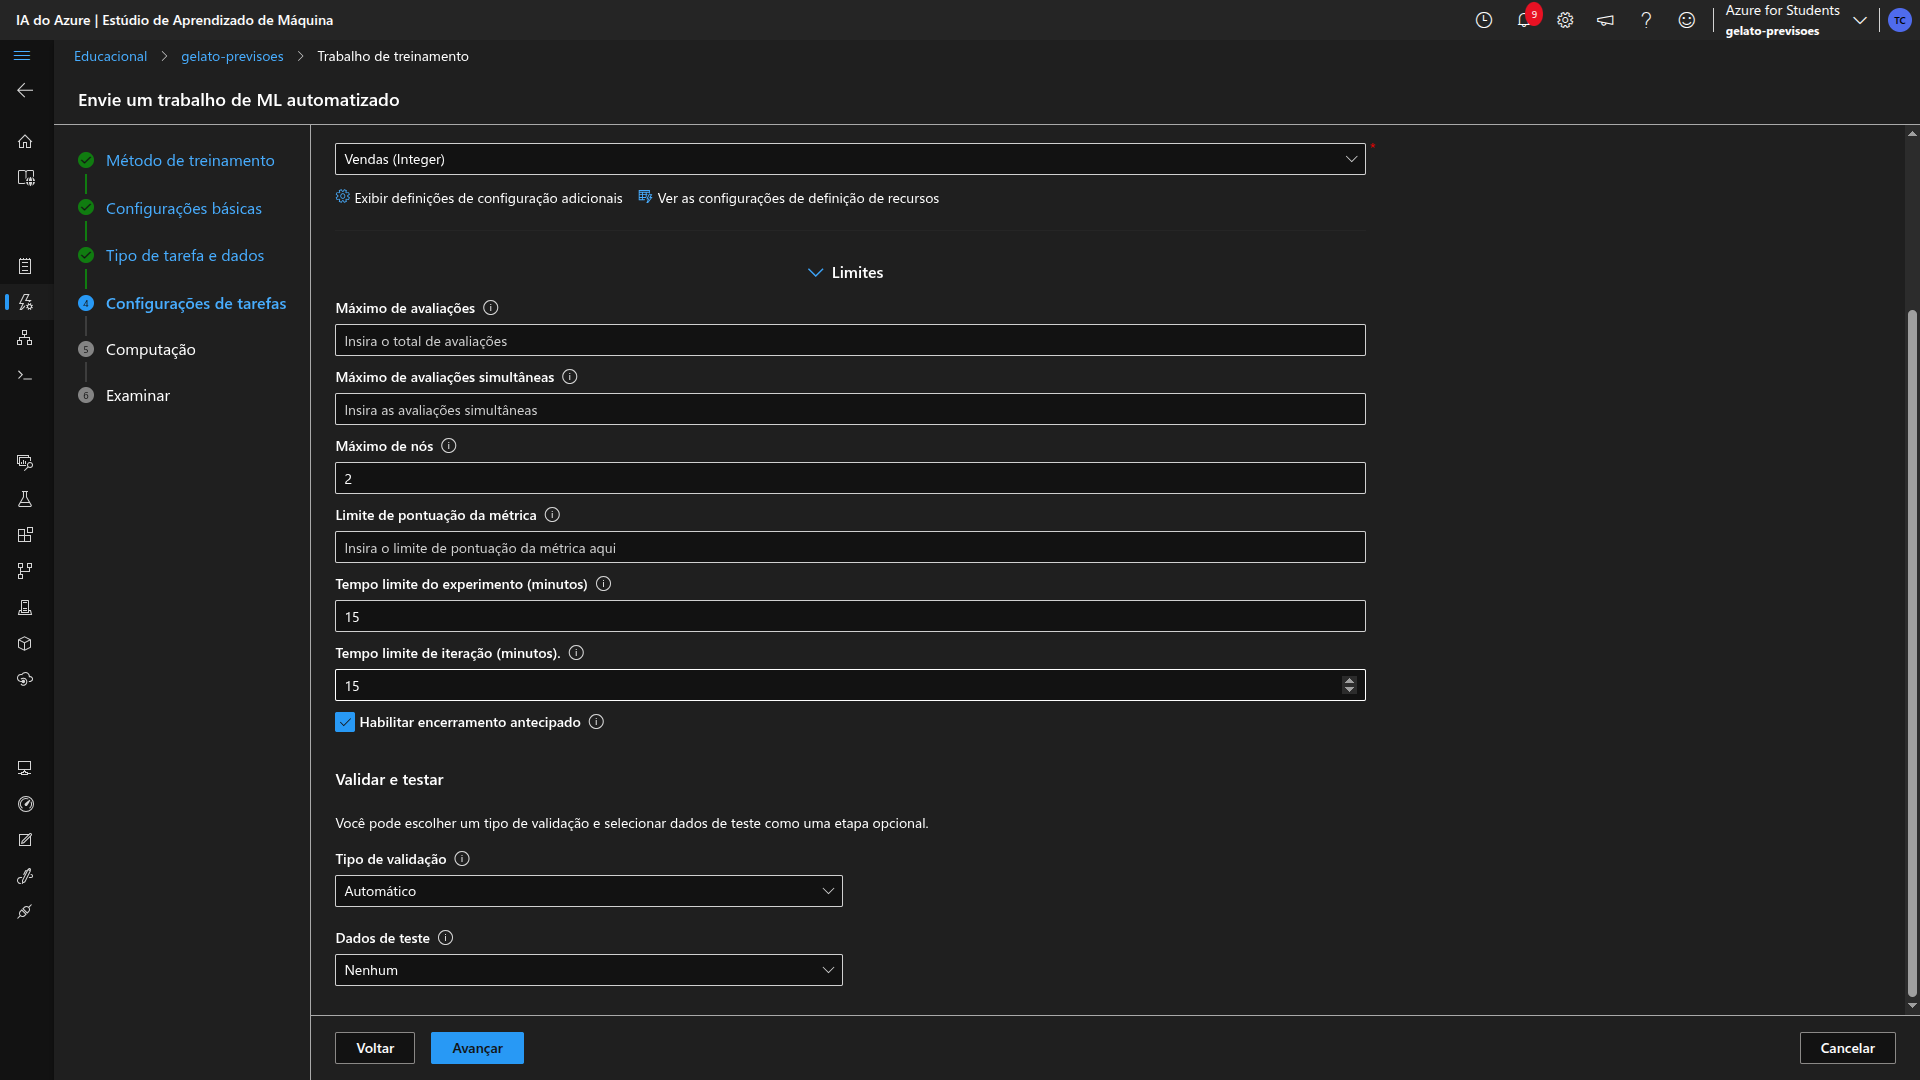 IA do Azure | Estúdio de Aprendizado de Máquina
9
Azure for Students
gelato-previsoes
TC
Educacional > gelato-previsoes > Trabalho de treinamento
Envie um trabalho de ML automatizado
Método de treinamento
Configurações básicas
Tipo de tarefa e dados
4 Configurações de tarefas
5 Computação
6 Examinar
Vendas (Integer) *
Exibir definições de configuração adicionais Ver as configurações de definição de recursos
Limites
Máximo de avaliações
Insira o total de avaliações
Máximo de avaliações simultâneas
Insira as avaliações simultâneas
Máximo de nós
2
Limite de pontuação da métrica
Insira o limite de pontuação da métrica aqui
Tempo limite do experimento (minutos)
15
Tempo limite de iteração (minutos).
15
Habilitar encerramento antecipado
Validar e testar
Você pode escolher um tipo de validação e selecionar dados de teste como uma etapa opcional.
Tipo de validação
Automático
Dados de teste
Nenhum
Voltar Avançar Cancelar